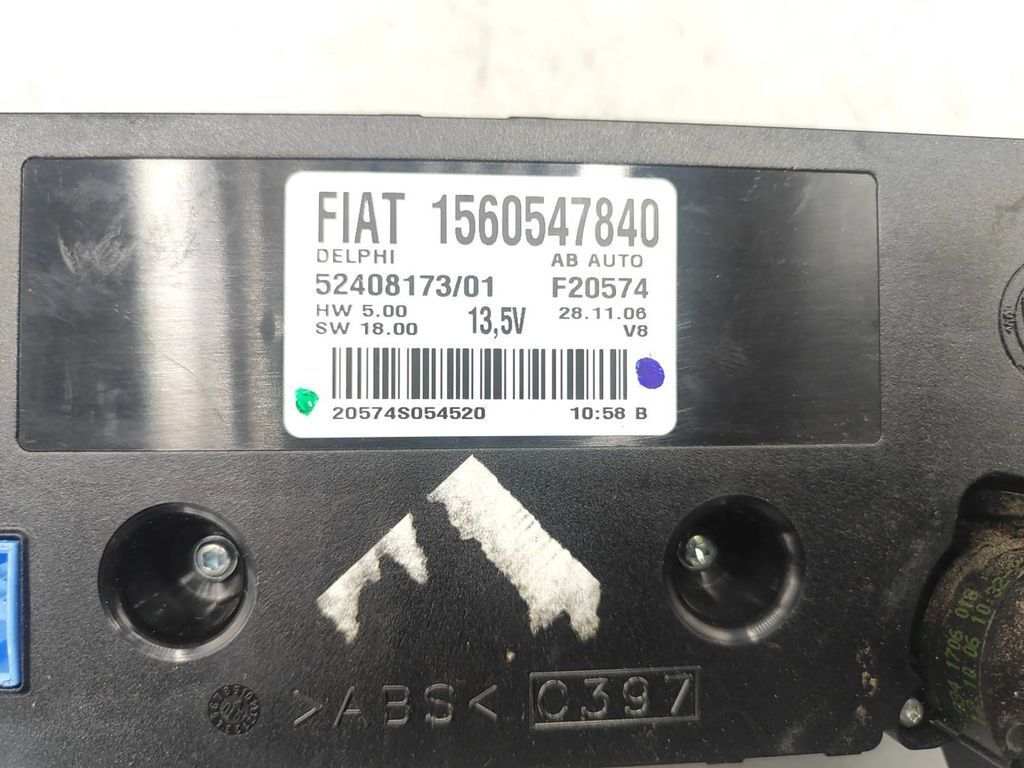 FIAT 1560547840
DELPHI AB AUTO
52408173/01 F20574
HW 5.00 13,5V 28.11.06
SW 18.00 V8
20574S054520 10:58 B
>ABS< C397